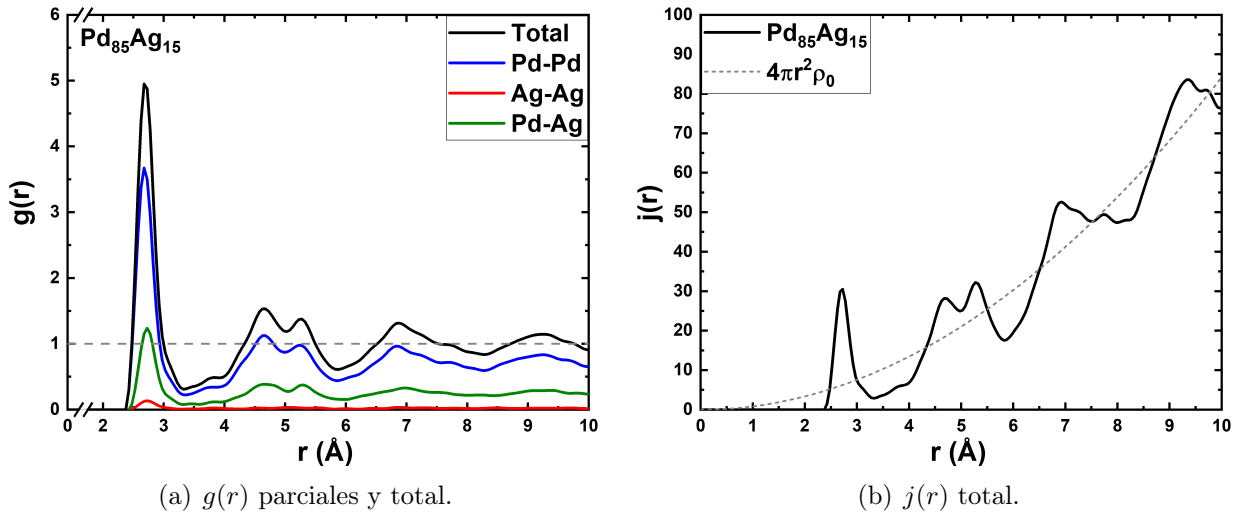 Pd₈₅Ag₁₅
Total
Pd-Pd
Ag-Ag
Pd-Ag
g(r)
6
5
4
3
2
1
0
0 2 3 4 5 6 7 8 9 10
r (Å)
(a) g(r) parciales y total.
Pd₈₅Ag₁₅
4πr²ρ₀
j(r)
100
90
80
70
60
50
40
30
20
10
0
0 1 2 3 4 5 6 7 8 9 10
r (Å)
(b) j(r) total.